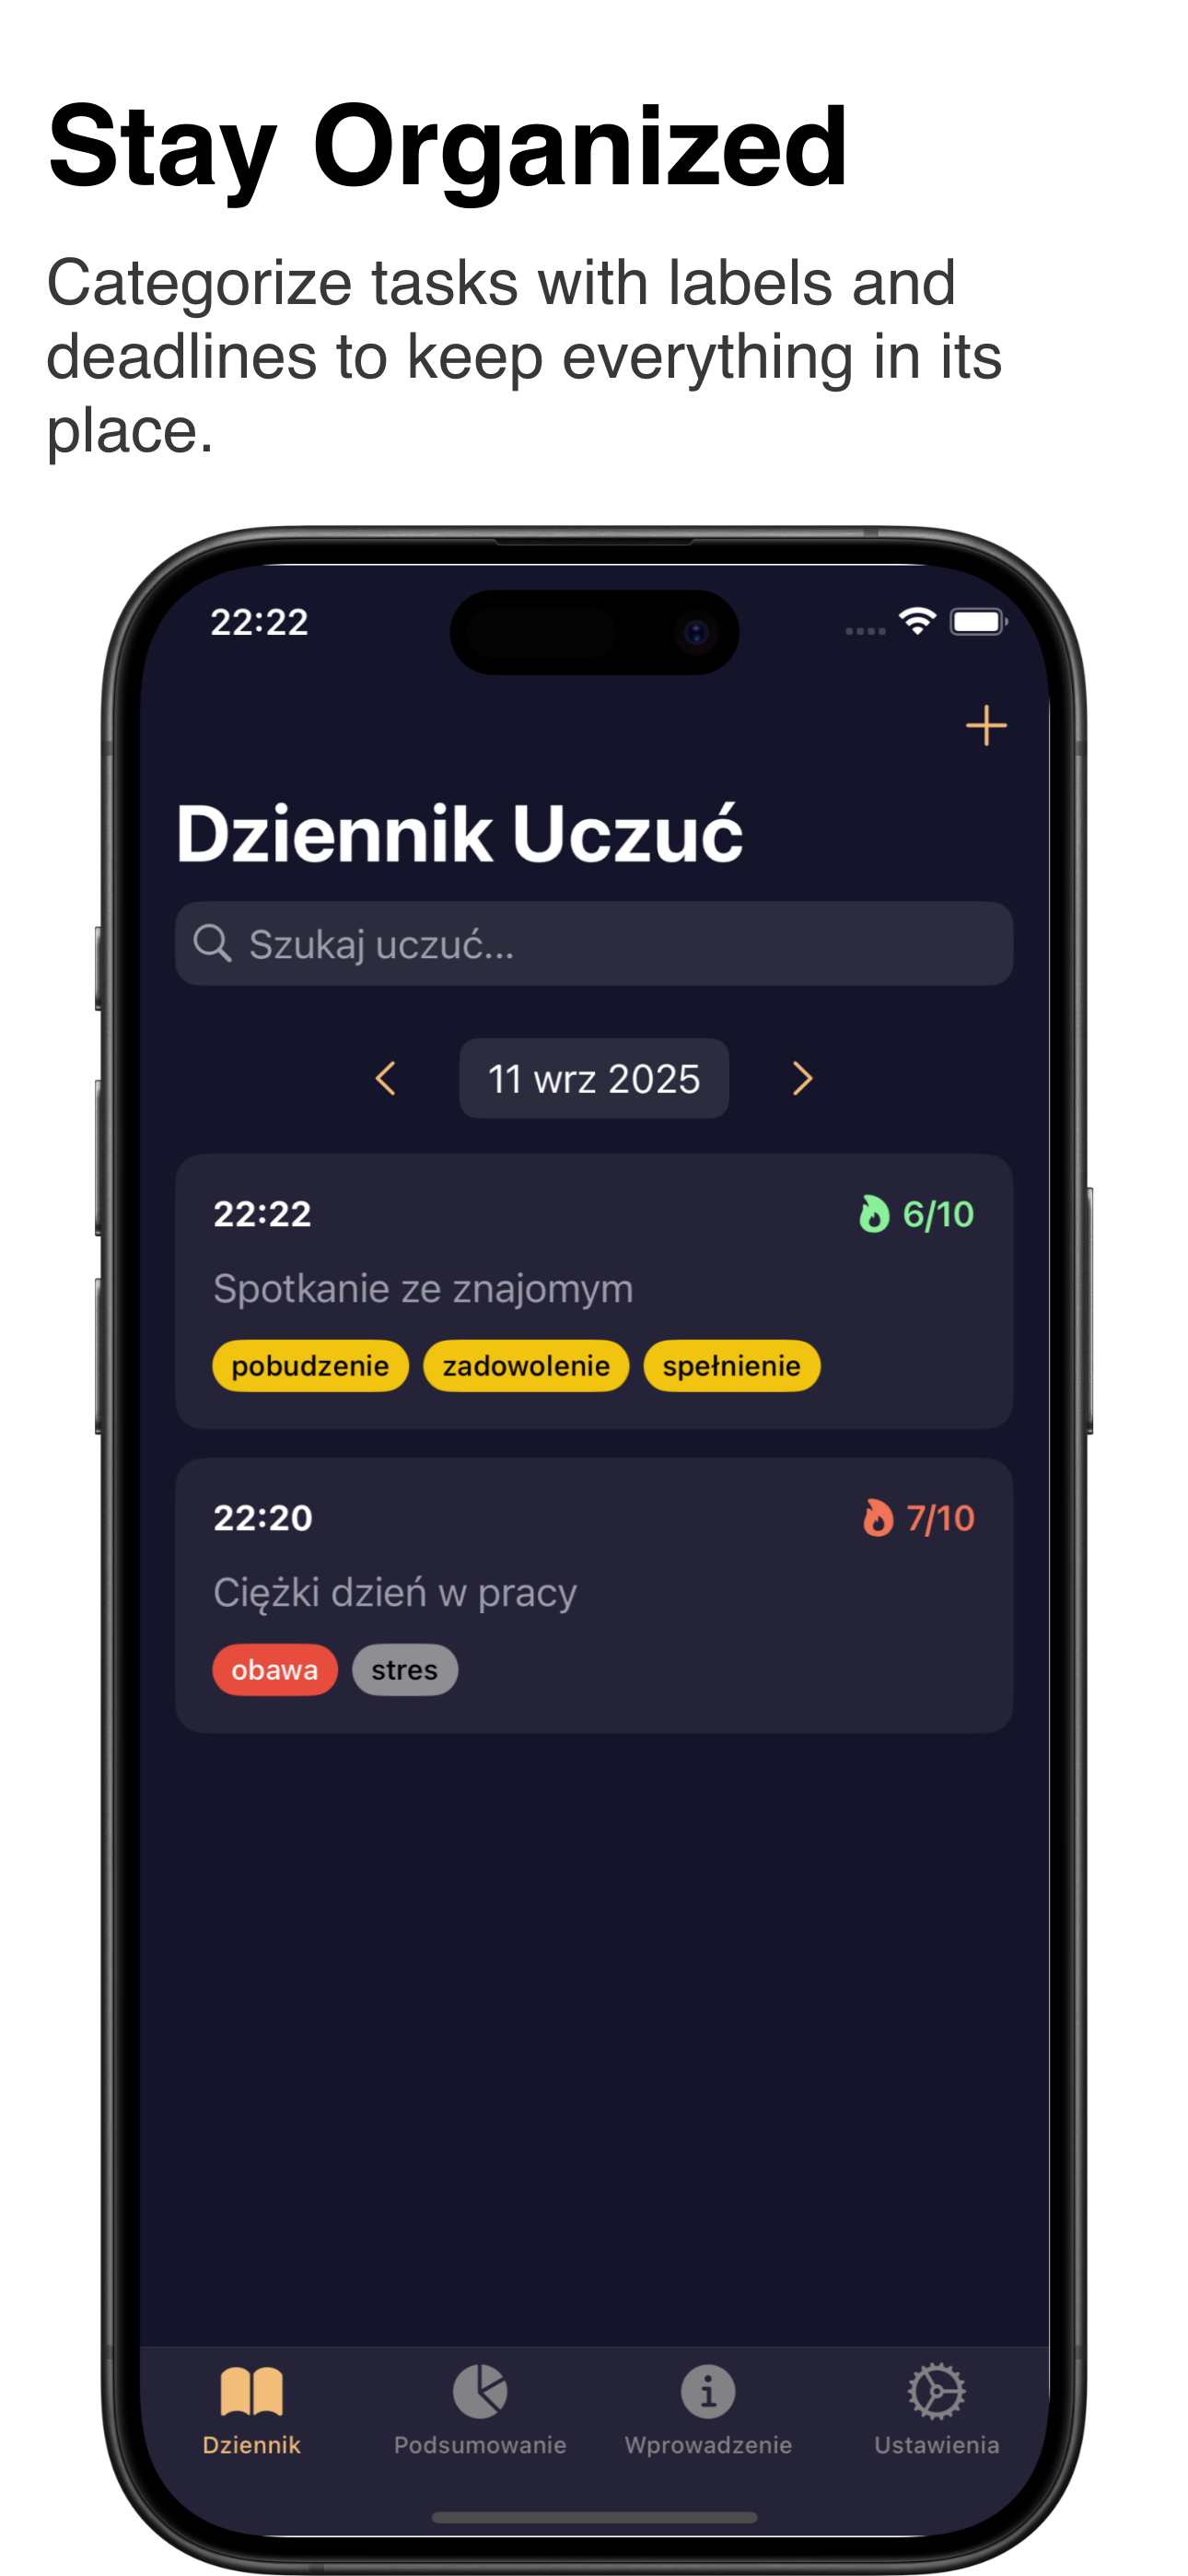 Stay Organized
Categorize tasks with labels and
deadlines to keep everything in its
place.
22:22
Dziennik Uczuć
Szukaj uczuć...
11 wrz 2025
22:22 6/10
Spotkanie ze znajomym
pobudzenie zadowolenie spełnienie
22:20 7/10
Ciężki dzień w pracy
obawa stres
Dziennik Podsumowanie Wprowadzenie Ustawienia